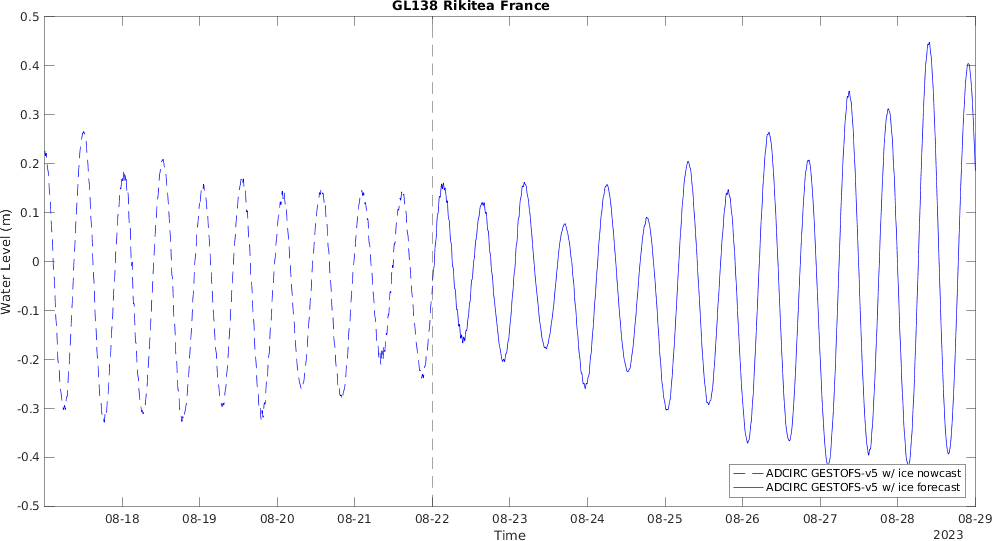 GL138 Rikitea France
Water Level (m)
0.5
0.4
0.3
0.2
0.1
0
-0.1
-0.2
-0.3
-0.4
-0.5
ADCIRC GESTOFS-v5 w/ ice nowcast
ADCIRC GESTOFS-v5 w/ ice forecast
08-18 08-19 08-20 08-21 08-22 08-23 08-24 08-25 08-26 08-27 08-28 08-29
Time
2023